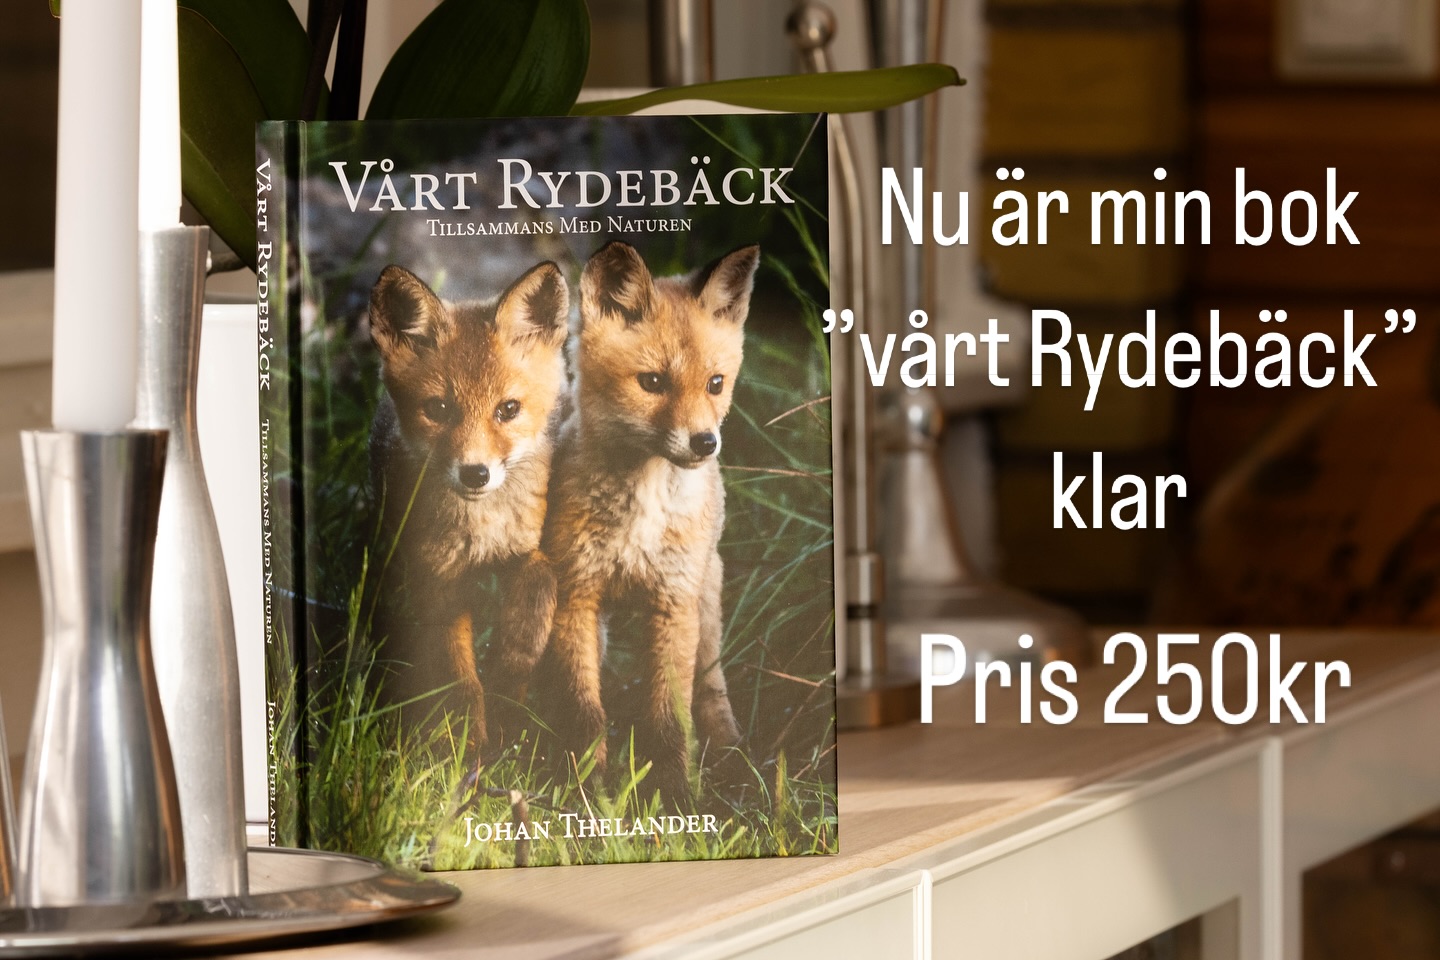 VÅRT RYDEBÄCK
TILLSAMMANS MED NATUREN
JOHAN THELANDER
VÅRT RYDEBÄCK TILLSAMMANS MED NATUREN JOHAN THELANDER
Nu är min bok
”vårt Rydebäck”
klar
Pris 250kr